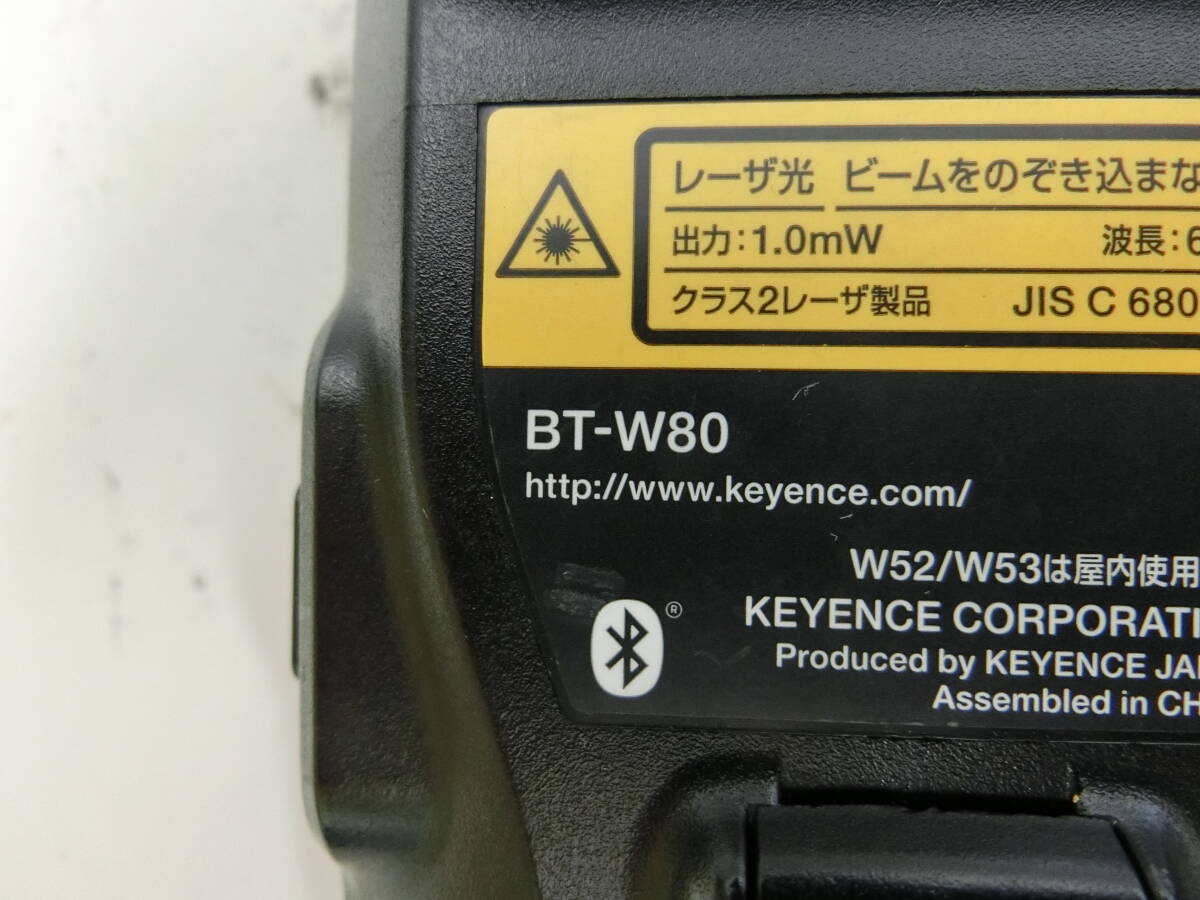 レーザ光 ビームをのぞき込まな
出力:1.0mW 波長:6
クラス2レーザ製品 JIS C 680
BT-W80
http://www.keyence.com/
W52/W53は屋内使用
®
KEYENCE CORPORATI
Produced by KEYENCE JAP
Assembled in CH